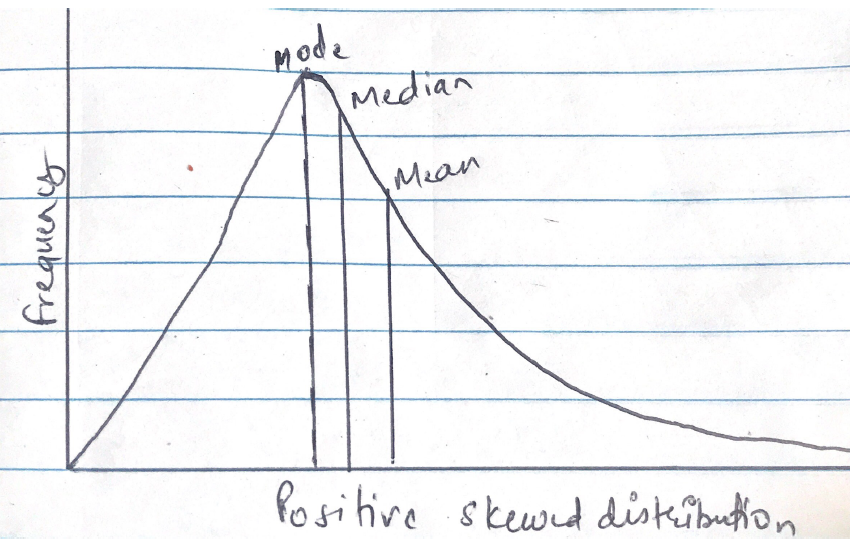 Mode
Median
Mean
frequency
Positive skewed distribution